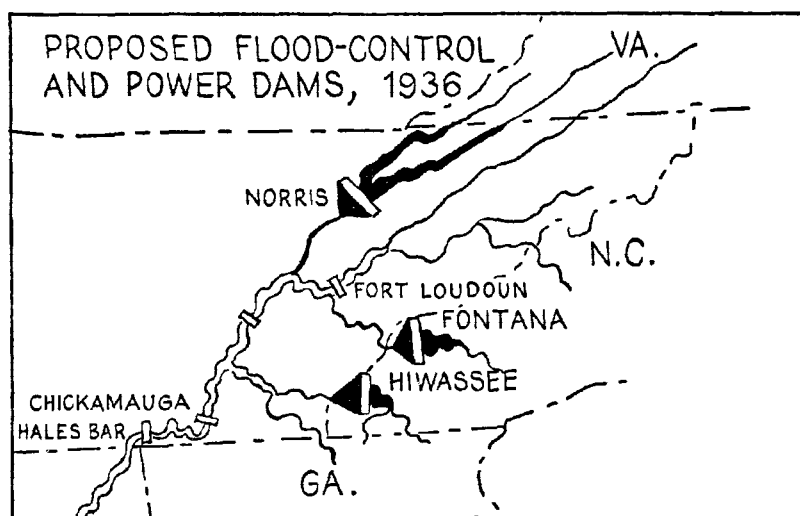 PROPOSED FLOOD-CONTROL
AND POWER DAMS, 1936
VA.
NORRIS
N.C.
FORT LOUDOUN
FONTANA
HIWASSEE
CHICKAMAUGA
HALES BAR
GA.